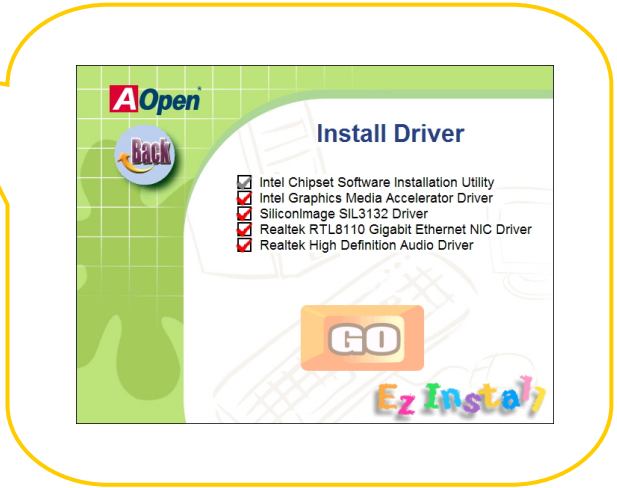 AOpen
Back
Install Driver
Intel Chipset Software Installation Utility
Intel Graphics Media Accelerator Driver
SiliconImage SIL3132 Driver
Realtek RTL8110 Gigabit Ethernet NIC Driver
Realtek High Definition Audio Driver
GO
Ez Install